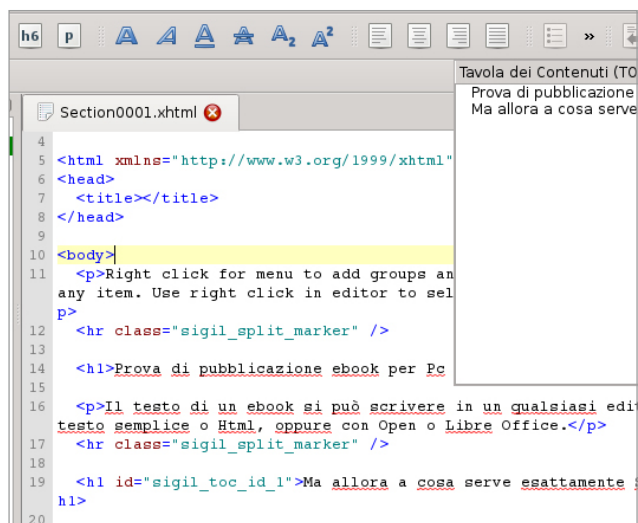 h6 p A A A A A₂ A² »
Tavola dei Contenuti (TO
Prova di pubblicazione
Ma allora a cosa serve
Section0001.xhtml
4
5 <html xmlns="http://www.w3.org/1999/xhtml"
6 <head>
7 <title></title>
8 </head>
9
10 <body>
11 <p>Right click for menu to add groups an
any item. Use right click in editor to sel
p>
12 <hr class="sigil_split_marker" />
13
14 <h1>Prova di pubblicazione ebook per Pc
15
16 <p>Il testo di un ebook si può scrivere in un qualsiasi edit
testo semplice o Html, oppure con Open o Libre Office.</p>
17 <hr class="sigil_split_marker" />
18
19 <h1 id="sigil_toc_id_1">Ma allora a cosa serve esattamente
h1>
20